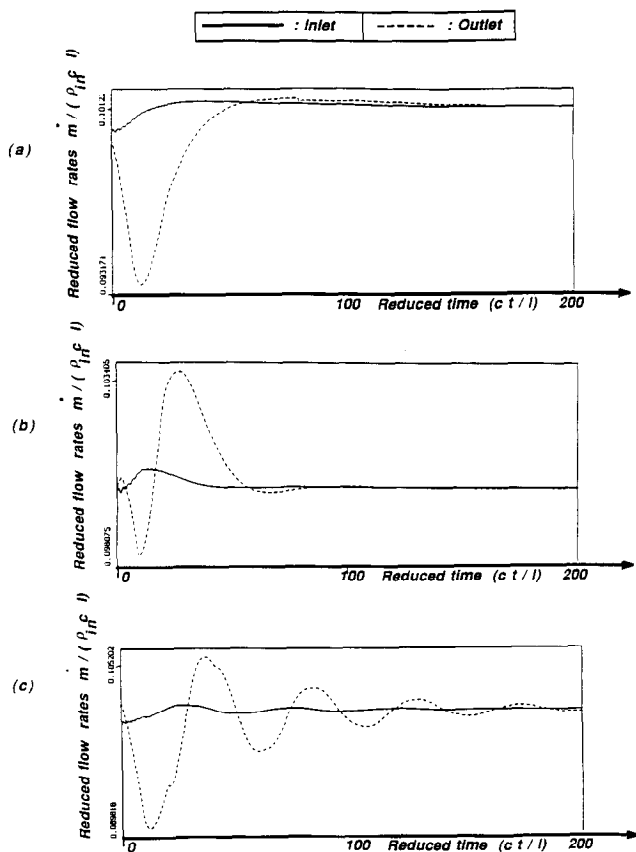 : Inlet : Outlet
(a)
Reduced flow rates ṁ / ( ρin c l)
0.10121
0.093171
0 100 Reduced time (c t / l) 200
(b)
Reduced flow rates ṁ / ( ρin c l)
0.103405
0.098075
0 100 Reduced time (c t / l) 200
(c)
Reduced flow rates ṁ / ( ρin c l)
0.105202
0 100 Reduced time (c t / l) 200